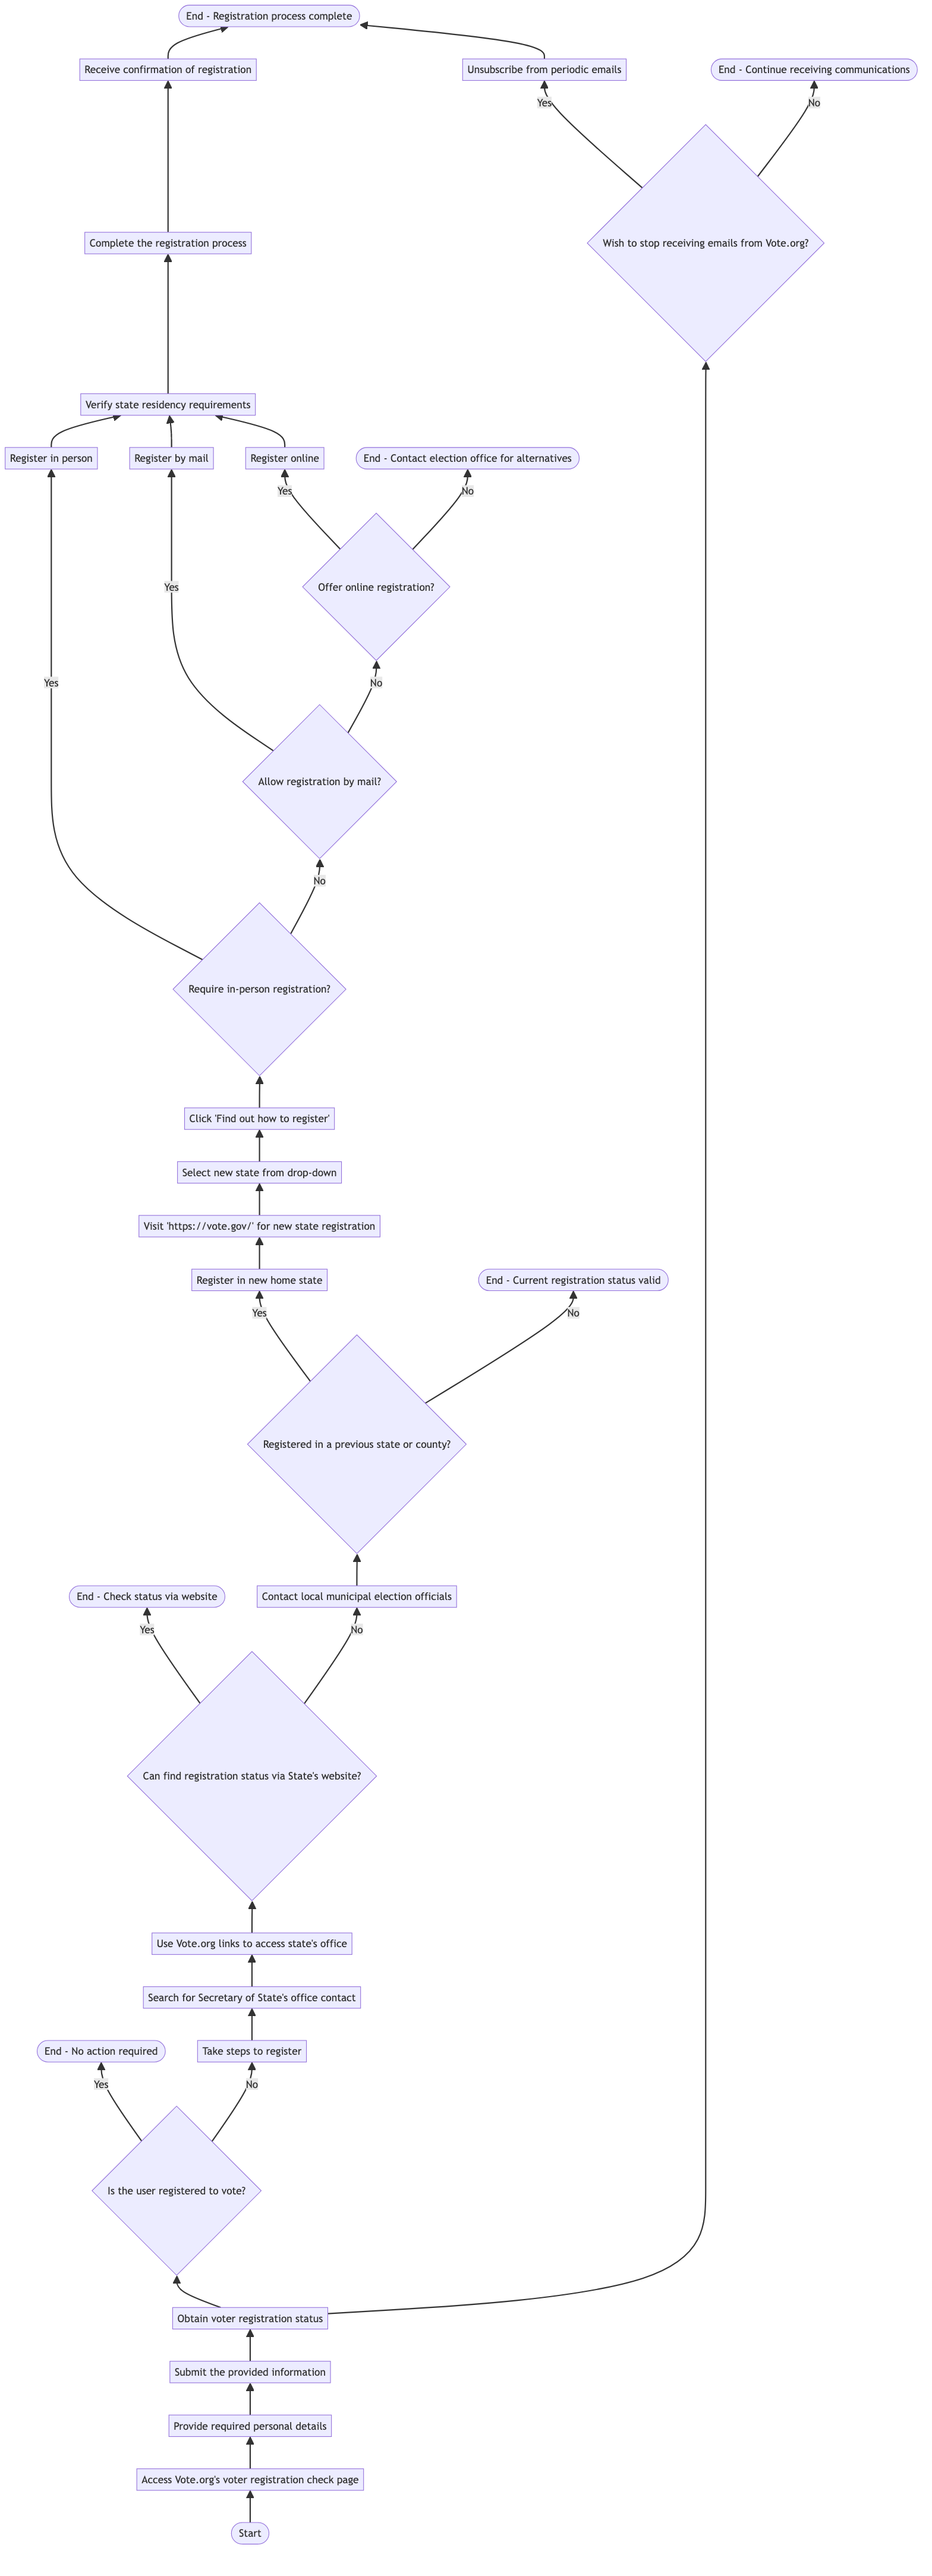 End - Registration process complete
Receive confirmation of registration
Unsubscribe from periodic emails
End - Continue receiving communications
Yes
No
Complete the registration process
Wish to stop receiving emails from Vote.org?
Verify state residency requirements
Register in person
Register by mail
Register online
End - Contact election office for alternatives
Yes
No
Yes
Offer online registration?
Yes
No
Allow registration by mail?
No
Require in-person registration?
Click 'Find out how to register'
Select new state from drop-down
Visit 'https://vote.gov/' for new state registration
Register in new home state
End - Current registration status valid
Yes
No
Registered in a previous state or county?
End - Check status via website
Contact local municipal election officials
Yes
No
Can find registration status via State's website?
Use Vote.org links to access state's office
Search for Secretary of State's office contact
End - No action required
Take steps to register
Yes
No
Is the user registered to vote?
Obtain voter registration status
Submit the provided information
Provide required personal details
Access Vote.org's voter registration check page
Start